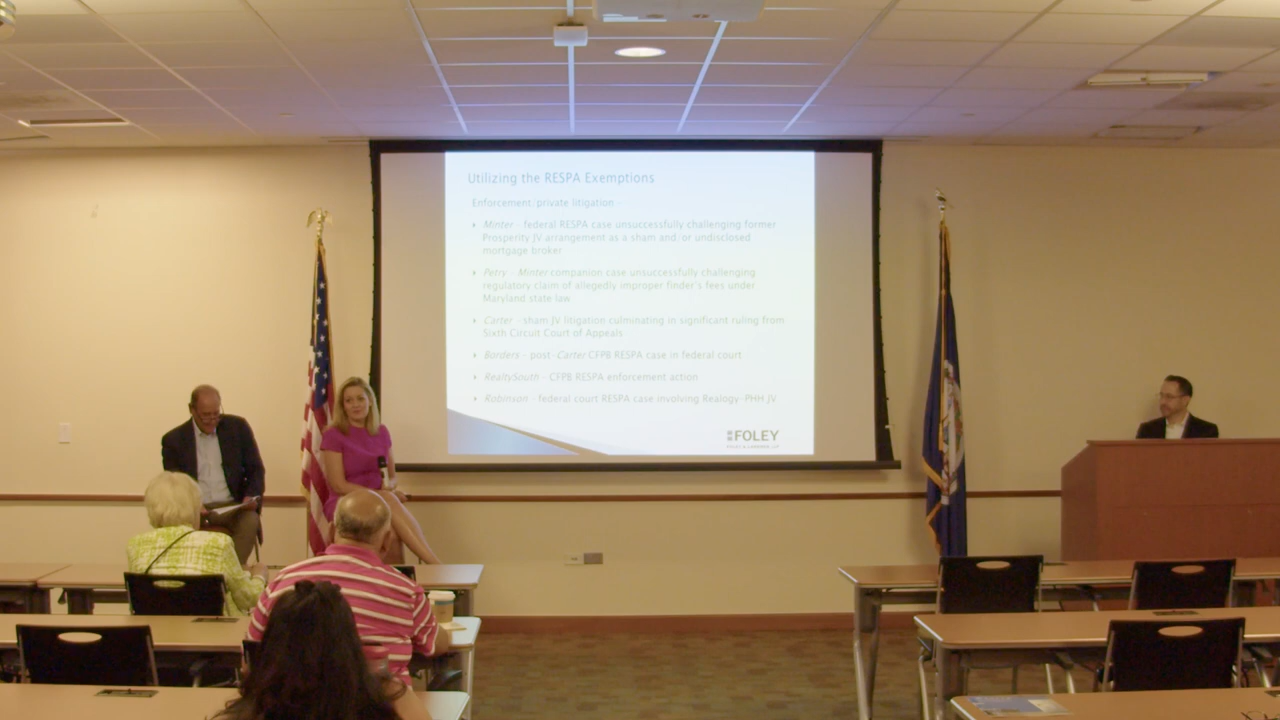 Utilizing the RESPA Exemptions
Enforcement/private litigation -
Minter - federal RESPA case unsuccessfully challenging former
Prosperity JV arrangement as a sham and/or undisclosed
mortgage broker
Petry - Minter companion case unsuccessfully challenging
regulatory claim of allegedly improper finder's fees under
Maryland state law
Carter - sham JV litigation culminating in significant ruling from
Sixth Circuit Court of Appeals
Borders - post-Carter CFPB RESPA case in federal court
RealtySouth - CFPB RESPA enforcement action
Robinson - federal court RESPA case involving Realogy-PHH JV
FOLEY
FOLEY & LARDNER LLP